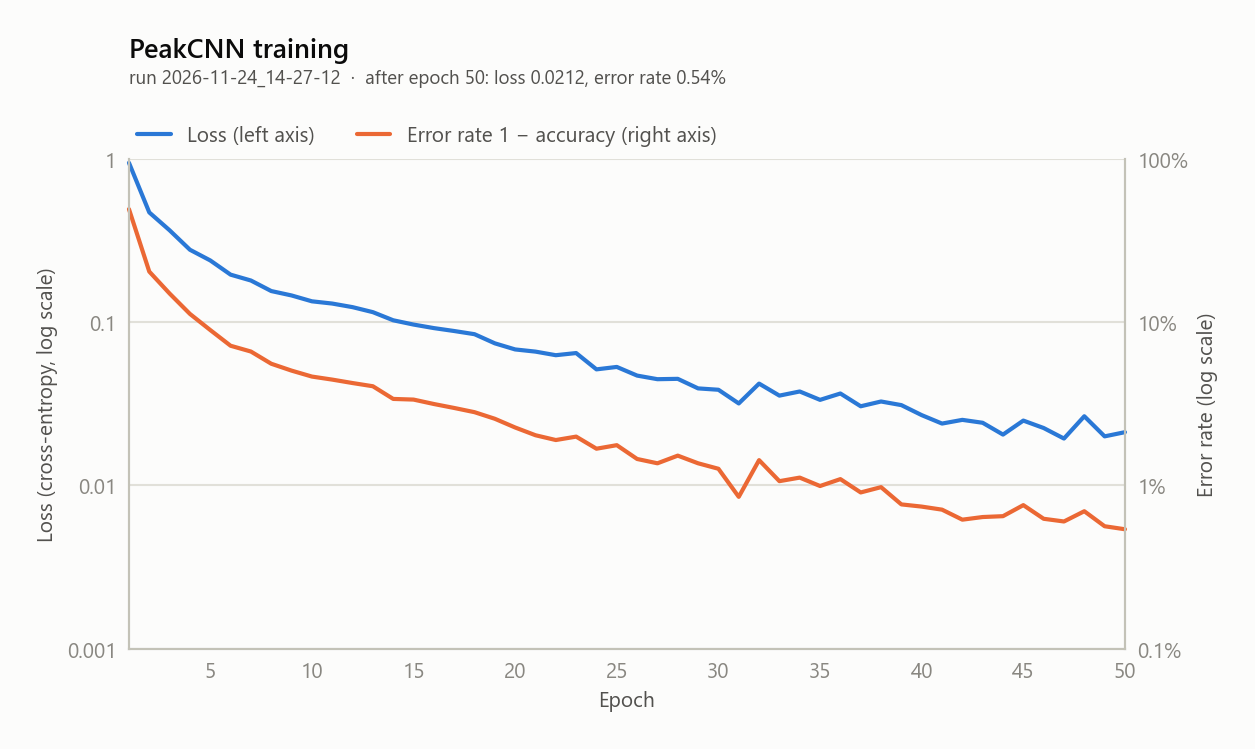 PeakCNN training
run 2026-11-24_14-27-12 · after epoch 50: loss 0.0212, error rate 0.54%
Loss (left axis)
Error rate 1 − accuracy (right axis)
1
0.1
0.01
0.001
Loss (cross-entropy, log scale)
100%
10%
1%
0.1%
Error rate (log scale)
5 10 15 20 25 30 35 40 45 50
Epoch